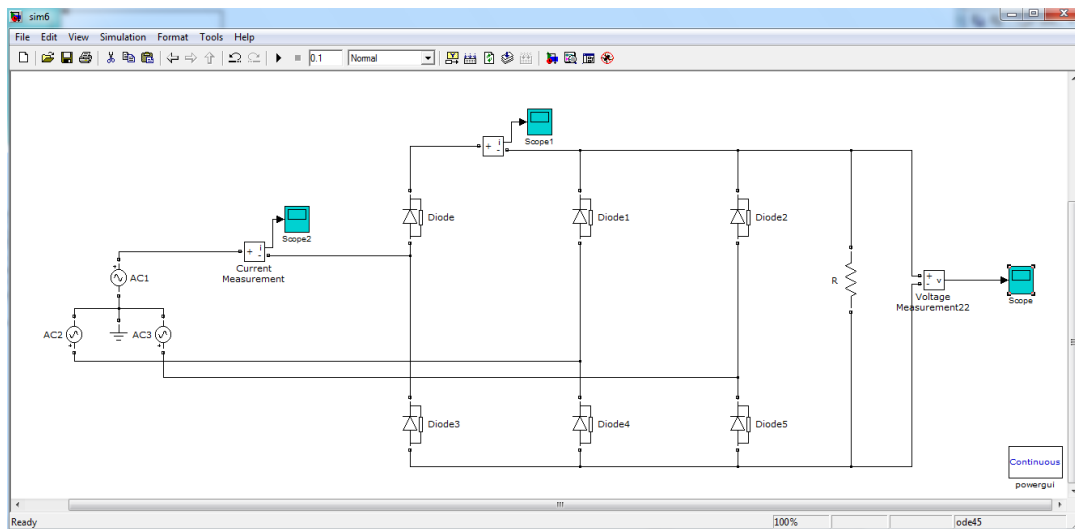 sim6
File Edit View Simulation Format Tools Help
0.1 Normal
Scope1
i
+
-
Diode
Diode1
Diode2
Scope2
i
+
-
Current
Measurement
AC1
R
+
-
v
Voltage
Measurement22
Scope
AC2
AC3
Diode3
Diode4
Diode5
Continuous
powergui
Ready 100% ode45